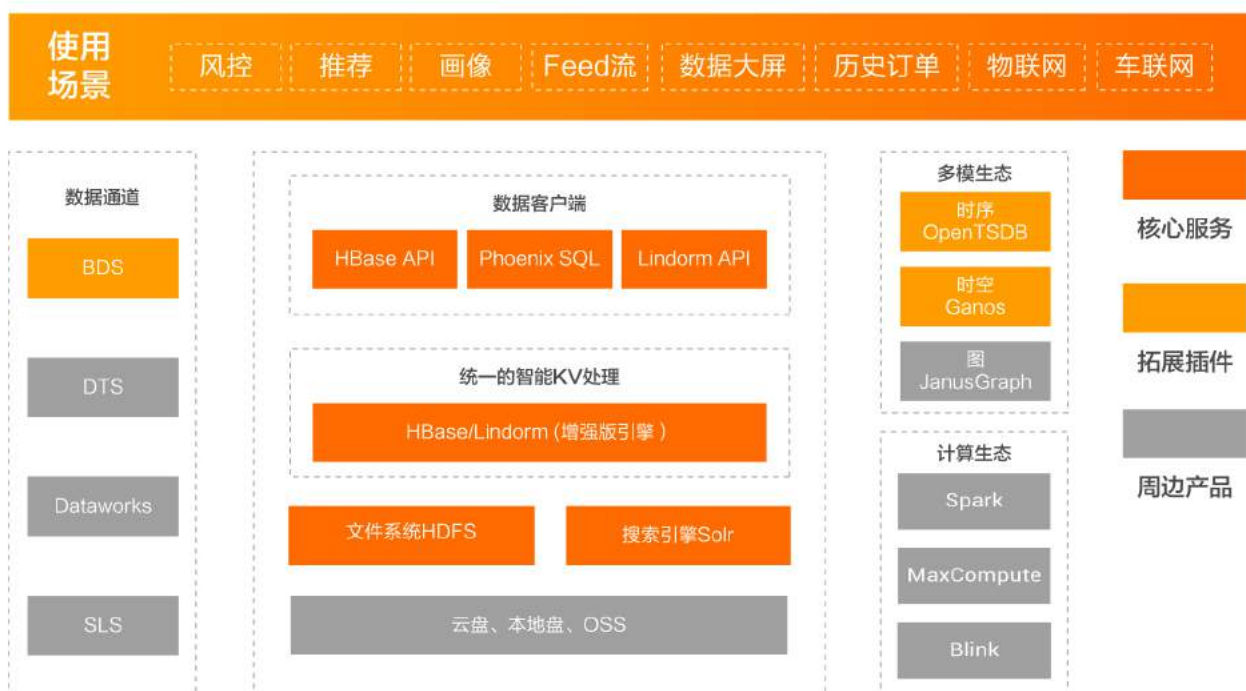 使用
场景
风控
推荐
画像
Feed流
数据大屏
历史订单
物联网
车联网
数据通道
BDS
DTS
Dataworks
SLS
数据客户端
HBase API
Phoenix SQL
Lindorm API
统一的智能KV处理
HBase/Lindorm (增强版引擎 )
文件系统HDFS
搜索引擎Solr
云盘、本地盘、OSS
多模生态
时序
OpenTSDB
时空
Ganos
图
JanusGraph
计算生态
Spark
MaxCompute
Blink
核心服务
拓展插件
周边产品